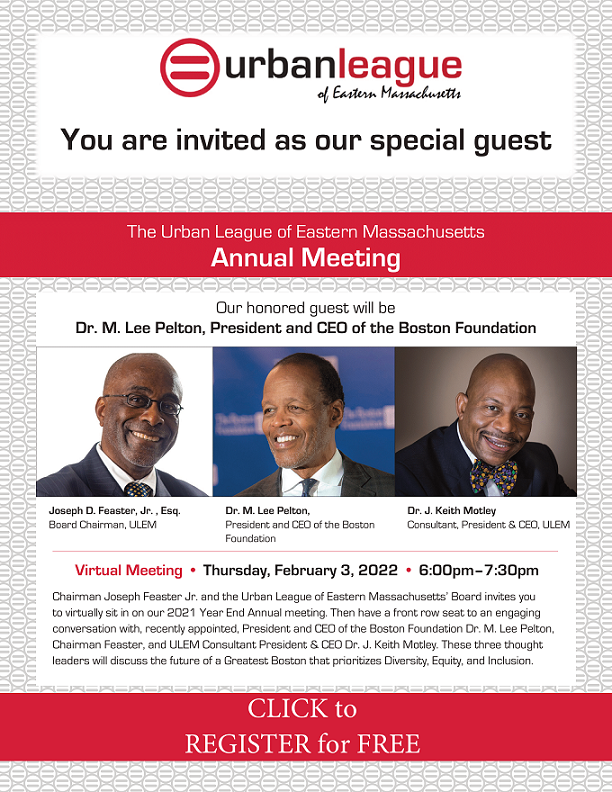 urbanleague
of Eastern Massachusetts
You are invited as our special guest
The Urban League of Eastern Massachusetts
Annual Meeting
Our honored guest will be
Dr. M. Lee Pelton, President and CEO of the Boston Foundation
Joseph D. Feaster, Jr. , Esq.
Board Chairman, ULEM
Dr. M. Lee Pelton,
President and CEO of the Boston
Foundation
Dr. J. Keith Motley
Consultant, President & CEO, ULEM
Virtual Meeting • Thursday, February 3, 2022 • 6:00pm–7:30pm
Chairman Joseph Feaster Jr. and the Urban League of Eastern Massachusetts' Board invites you
to virtually sit in on our 2021 Year End Annual meeting. Then have a front row seat to an engaging
conversation with, recently appointed, President and CEO of the Boston Foundation Dr. M. Lee Pelton,
Chairman Feaster, and ULEM Consultant President & CEO Dr. J. Keith Motley. These three thought
leaders will discuss the future of a Greatest Boston that prioritizes Diversity, Equity, and Inclusion.
CLICK to
REGISTER for FREE